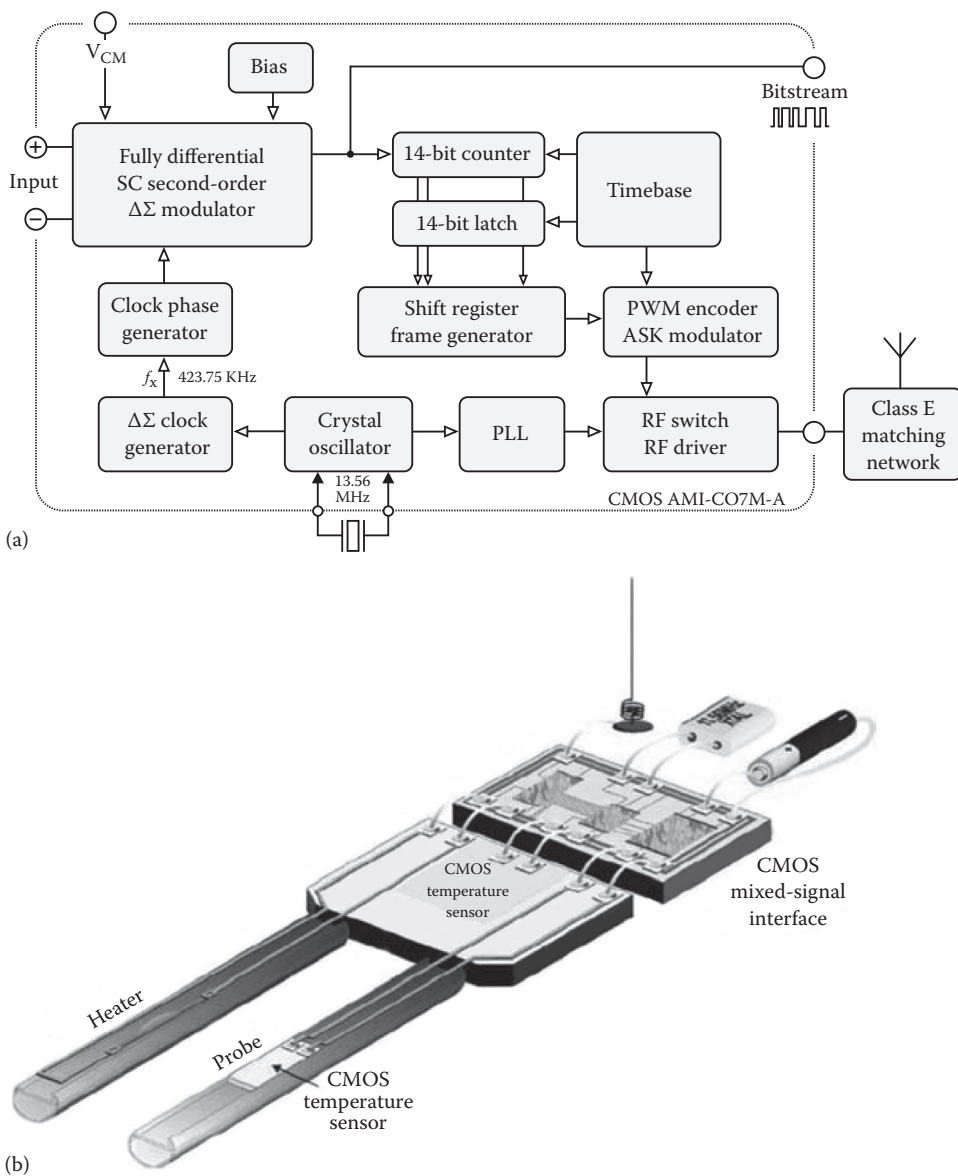 V_CM
Bias
Bitstream
+
Input
−
Fully differential
SC second-order
ΔΣ modulator
14-bit counter
Timebase
14-bit latch
Clock phase
generator
Shift register
frame generator
PWM encoder
ASK modulator
f_x 423.75 KHz
ΔΣ clock
generator
Crystal
oscillator
PLL
RF switch
RF driver
Class E
matching
network
13.56
MHz
CMOS AMI-CO7M-A
(a)
CMOS
temperature
sensor
CMOS
mixed-signal
interface
Heater
Probe
CMOS
temperature
sensor
(b)